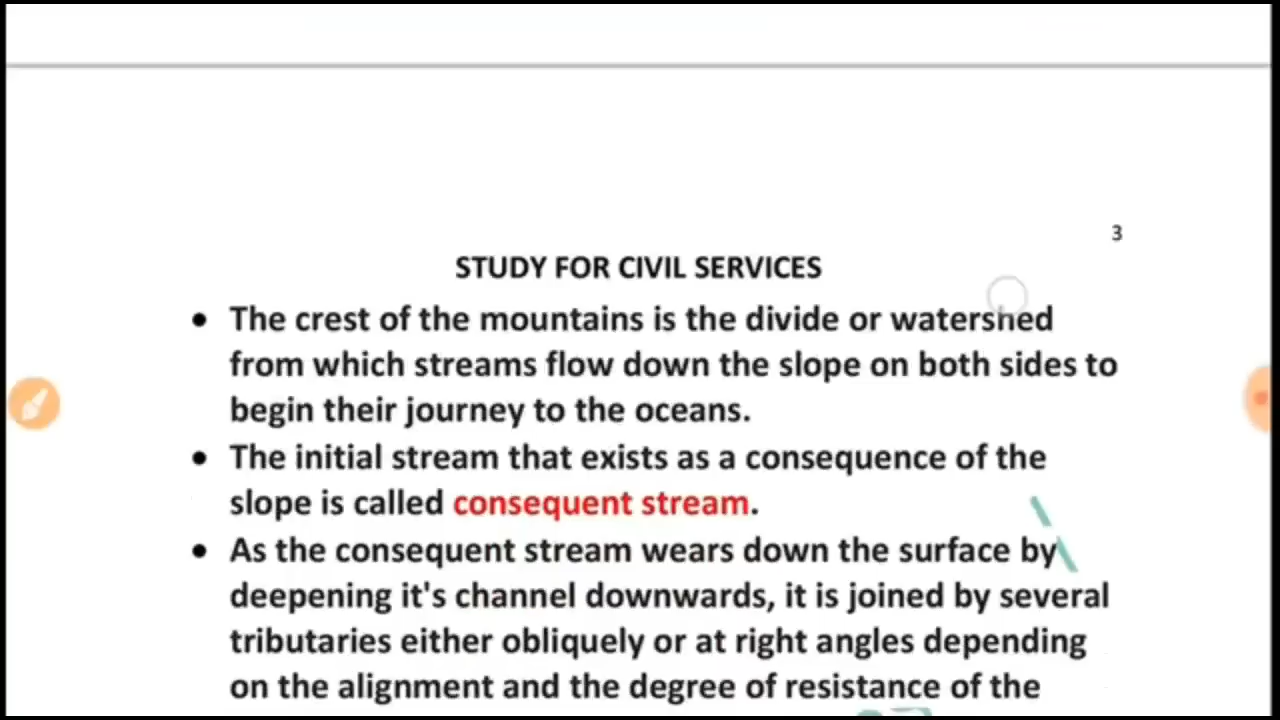 3
STUDY FOR CIVIL SERVICES
• The crest of the mountains is the divide or watershed
from which streams flow down the slope on both sides to
begin their journey to the oceans.
• The initial stream that exists as a consequence of the
slope is called consequent stream.
• As the consequent stream wears down the surface by
deepening it's channel downwards, it is joined by several
tributaries either obliquely or at right angles depending
on the alignment and the degree of resistance of the